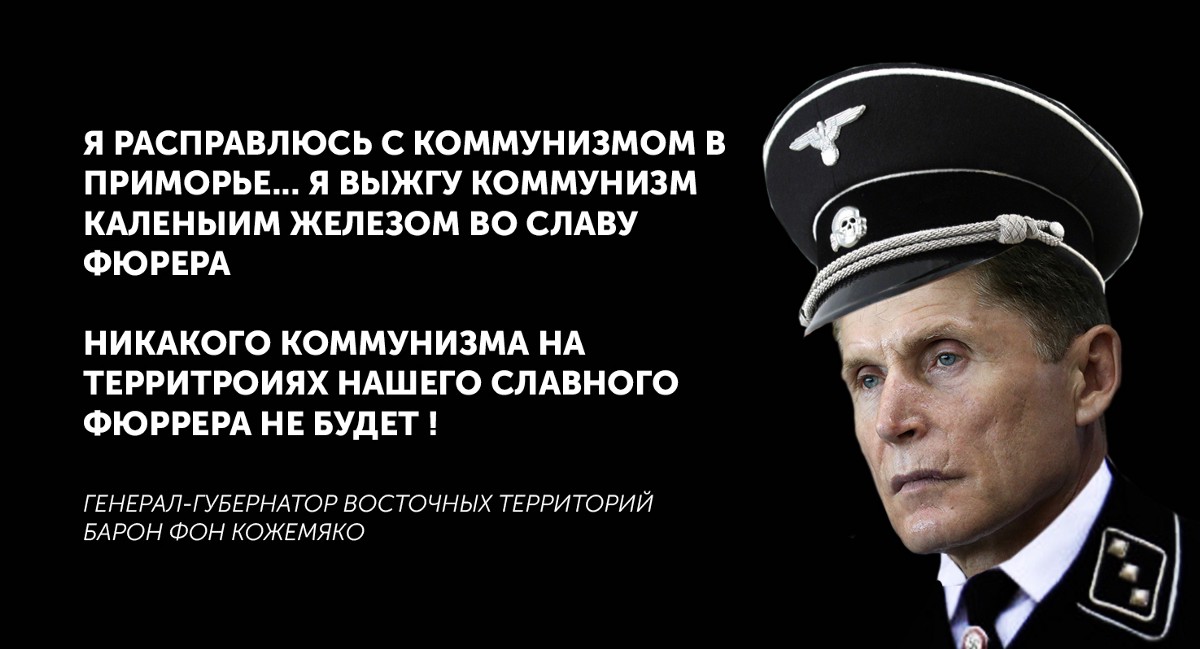 Я РАСПРАВЛЮСЬ С КОММУНИЗМОМ В
ПРИМОРЬЕ... Я ВЫЖГУ КОММУНИЗМ
КАЛЕНЫИМ ЖЕЛЕЗОМ ВО СЛАВУ
ФЮРЕРА
НИКАКОГО КОММУНИЗМА НА
ТЕРРИТРОИЯХ НАШЕГО СЛАВНОГО
ФЮРРЕРА НЕ БУДЕТ !
ГЕНЕРАЛ-ГУБЕРНАТОР ВОСТОЧНЫХ ТЕРРИТОРИЙ
БАРОН ФОН КОЖЕМЯКО